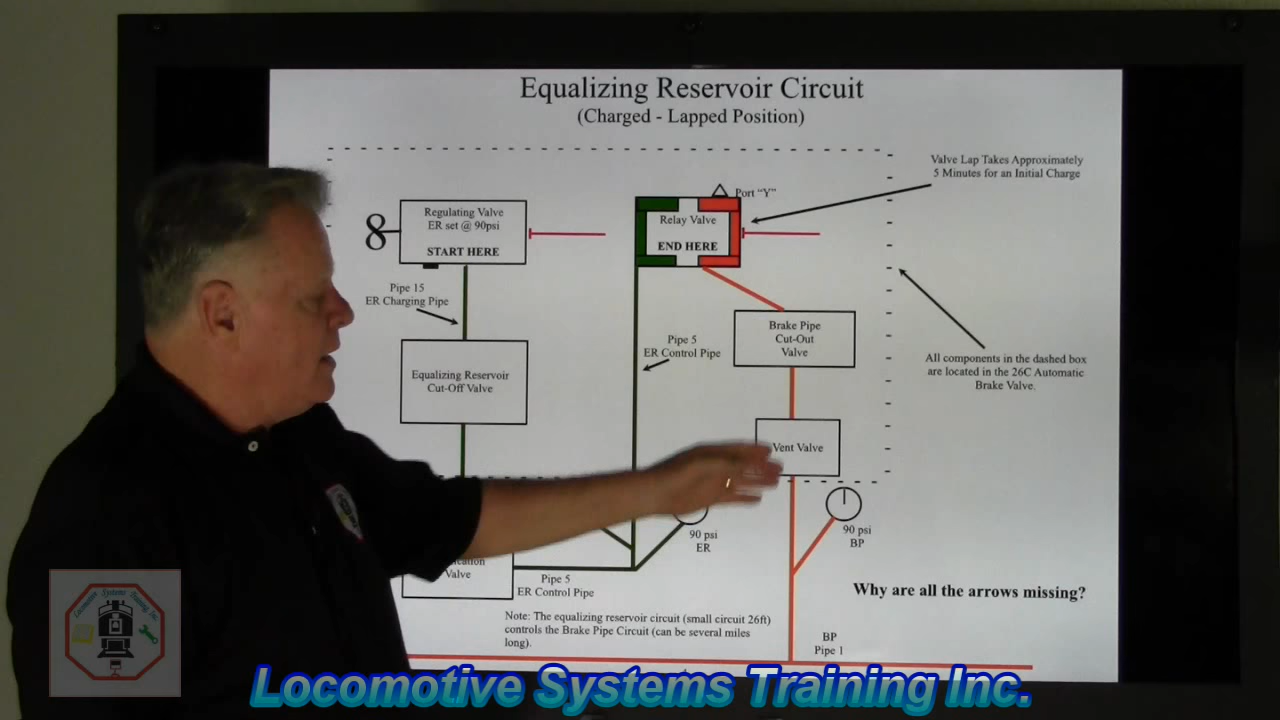 Equalizing Reservoir Circuit
(Charged - Lapped Position)
Valve Lap Takes Approximately
5 Minutes for an Initial Charge
Port "Y"
8
Regulating Valve
ER set @ 90psi
START HERE
Relay Valve
END HERE
Pipe 15
ER Charging Pipe
Brake Pipe
Cut-Out
Valve
Pipe 5
ER Control Pipe
All components in the dashed box
are located in the 26C Automatic
Brake Valve.
Equalizing Reservoir
Cut-Off Valve
Vent Valve
90 psi
ER
90 psi
BP
Valve
Pipe 5
ER Control Pipe
Why are all the arrows missing?
Note: The equalizing reservoir circuit (small circuit 26ft)
controls the Brake Pipe Circuit (can be several miles
long).
BP
Pipe 1
Locomotive Systems Training Inc.
Locomotive Systems Training Inc.